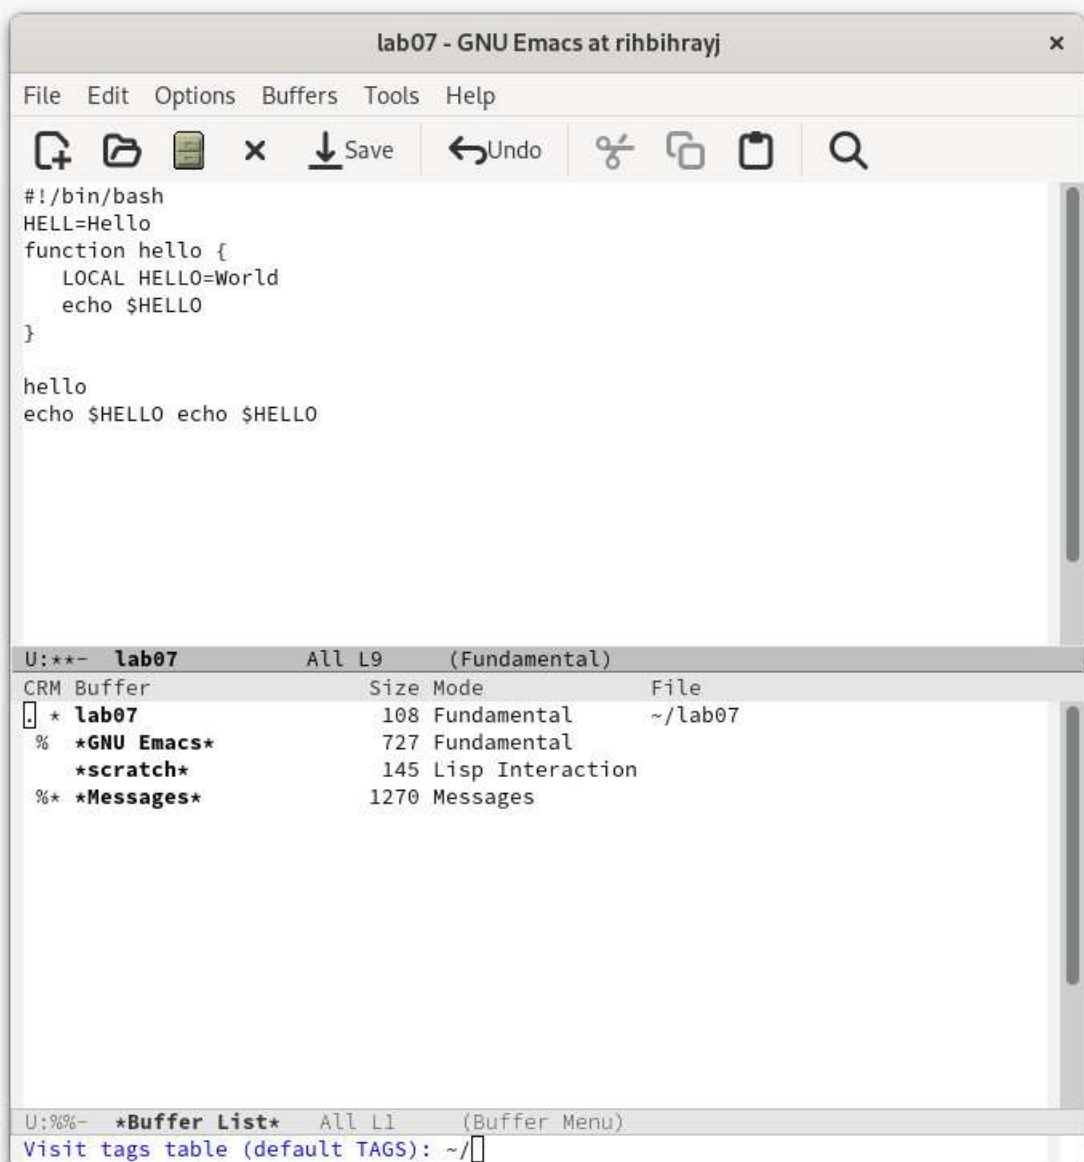 lab07 - GNU Emacs at rihbihrayj ×
File Edit Options Buffers Tools Help
Save Undo
#!/bin/bash
HELL=Hello
function hello {
   LOCAL HELLO=World
   echo $HELLO
}
hello
echo $HELLO echo $HELLO
U:**-  lab07          All L9     (Fundamental)
CRM Buffer                 Size Mode             File
. * lab07                   108 Fundamental      ~/lab07
 %  *GNU Emacs*             727 Fundamental
    *scratch*               145 Lisp Interaction
 %* *Messages*             1270 Messages
U:%%-  *Buffer List*   All L1     (Buffer Menu)
Visit tags table (default TAGS): ~/